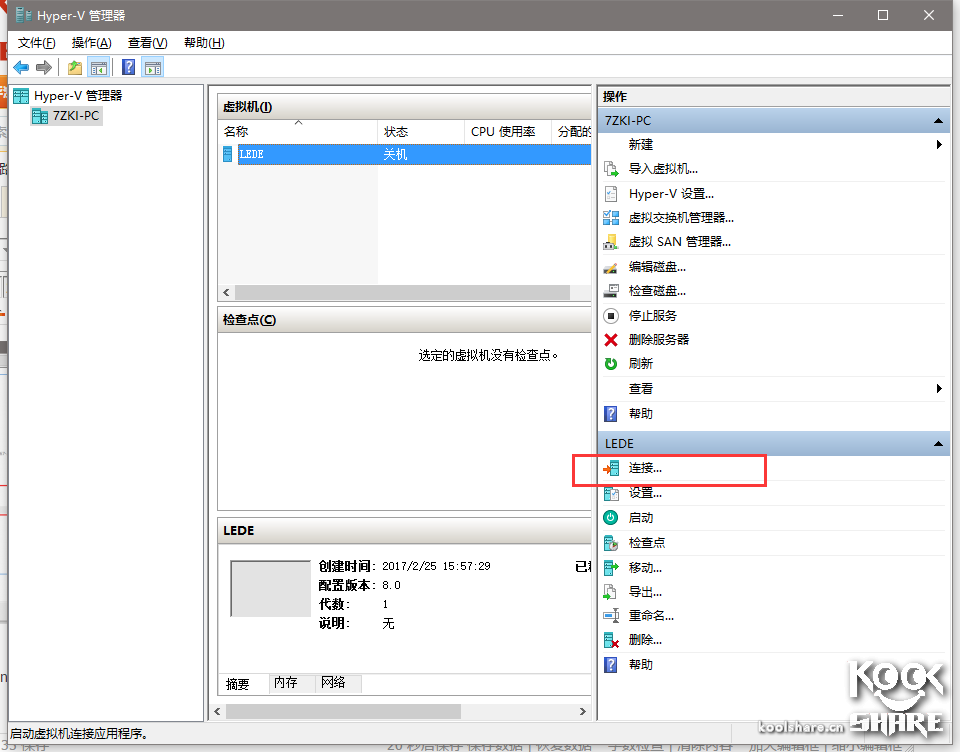 Hyper-V 管理器
文件(F) 操作(A) 查看(V) 帮助(H)
Hyper-V 管理器
7ZKI-PC
虚拟机(I)
名称 状态 CPU 使用率 分配的
LEDE 关机
检查点(C)
选定的虚拟机没有检查点。
LEDE
创建时间: 2017/2/25 15:57:29
配置版本: 8.0
代数: 1
说明: 无
摘要 内存 网络
操作
7ZKI-PC
新建
导入虚拟机...
Hyper-V 设置...
虚拟交换机管理器...
虚拟 SAN 管理器...
编辑磁盘...
检查磁盘...
停止服务
删除服务器
刷新
查看
帮助
LEDE
连接...
设置...
启动
检查点
移动...
导出...
重命名...
删除...
帮助
启动虚拟机连接应用程序。
koolshare.cn
KOOL
SHARE